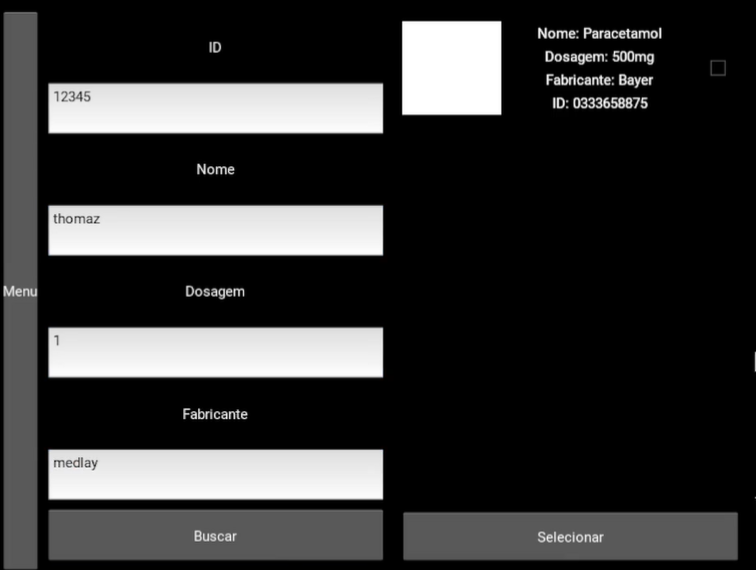 Menu
ID
12345
Nome
thomaz
Dosagem
1
Fabricante
medlay
Buscar
Nome: Paracetamol
Dosagem: 500mg
Fabricante: Bayer
ID: 0333658875
Selecionar